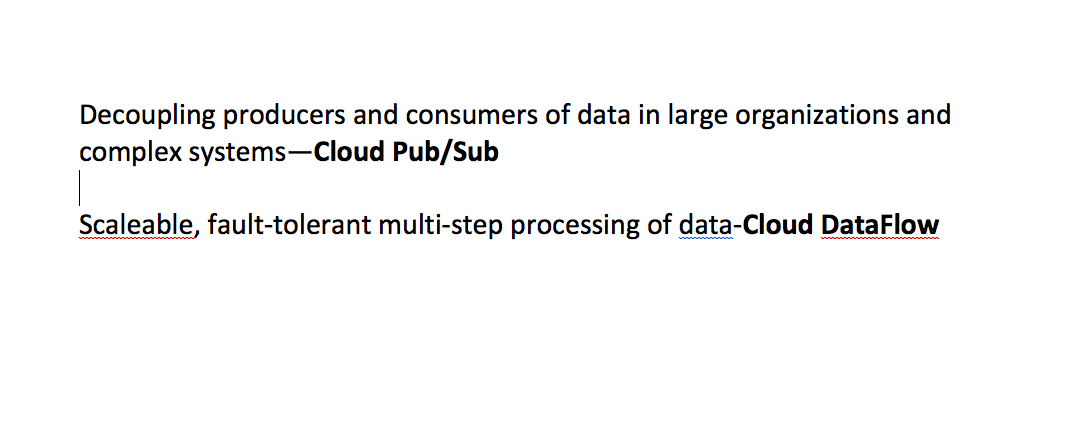 Decoupling producers and consumers of data in large organizations and
complex systems—Cloud Pub/Sub
Scaleable, fault-tolerant multi-step processing of data-Cloud DataFlow